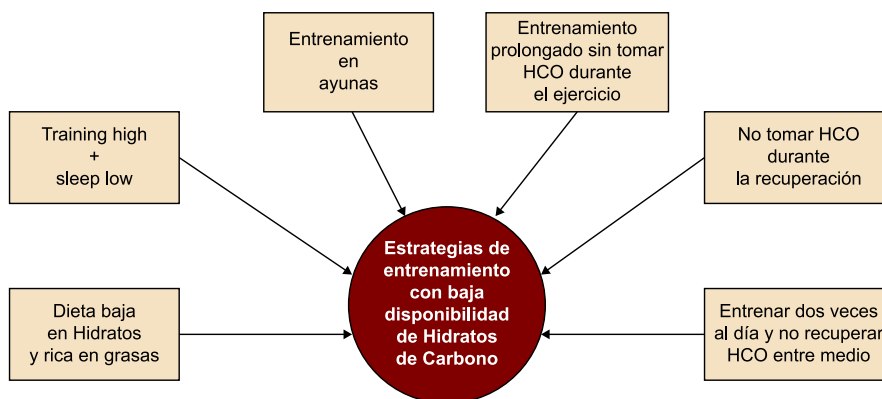 Entrenamiento
en
ayunas
Entrenamiento
prolongado sin tomar
HCO durante
el ejercicio
Training high
+
sleep low
No tomar HCO
durante
la recuperación
Estrategias de
entrenamiento
con baja
disponibilidad
de Hidratos
de Carbono
Dieta baja
en Hidratos
y rica en grasas
Entrenar dos veces
al día y no recuperar
HCO entre medio